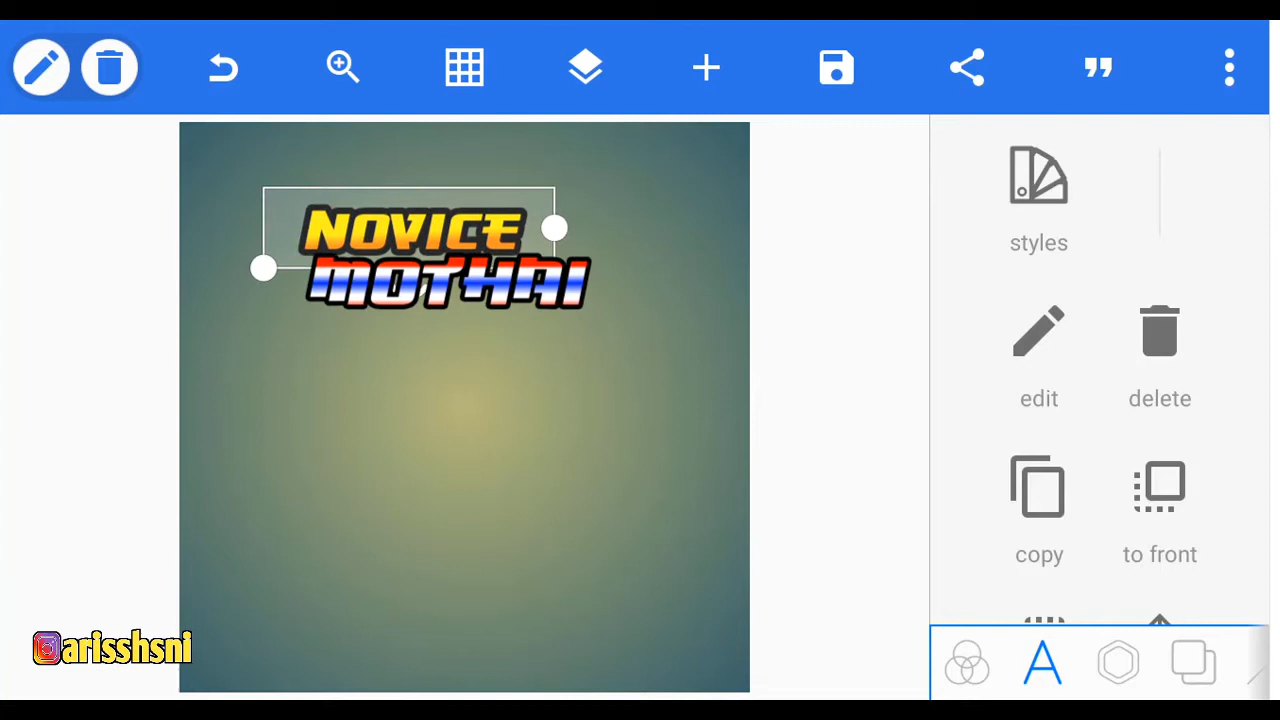 NOVICE
MOTHAI
styles
edit
delete
copy
to front
A
arisshsni